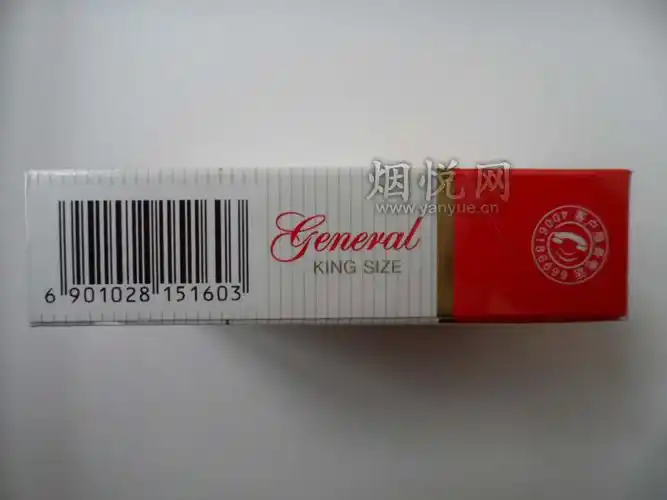 烟悦网
www.yanyue.cn
General
KING SIZE
6 901028 151603